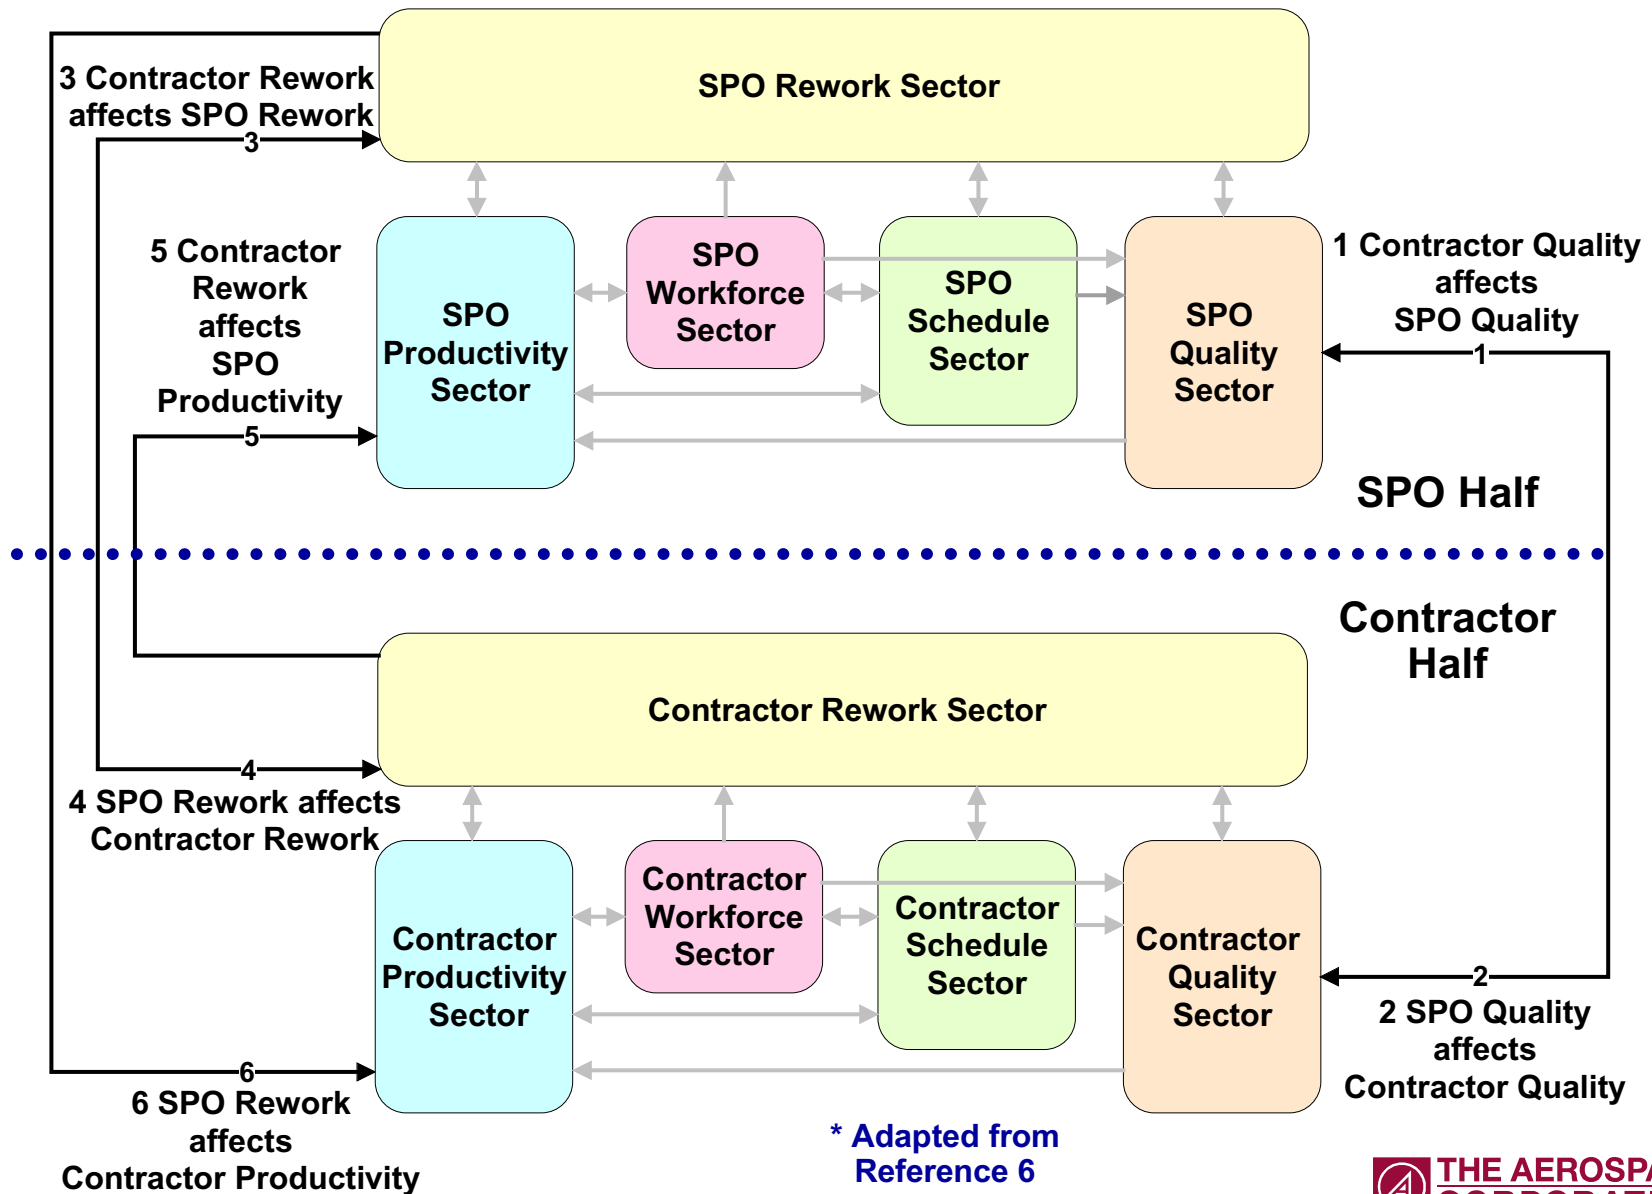 SPO Rework Sector
3 Contractor Rework
affects SPO Rework
3
5 Contractor
Rework
affects
SPO
Productivity
5
SPO
Productivity
Sector
SPO
Workforce
Sector
SPO
Schedule
Sector
SPO
Quality
Sector
1 Contractor Quality
affects
SPO Quality
1
SPO Half
Contractor
Half
Contractor Rework Sector
4
4 SPO Rework affects
Contractor Rework
Contractor
Productivity
Sector
Contractor
Workforce
Sector
Contractor
Schedule
Sector
Contractor
Quality
Sector
2
2 SPO Quality
affects
Contractor Quality
6
6 SPO Rework
affects
Contractor Productivity
* Adapted from
Reference 6
THE